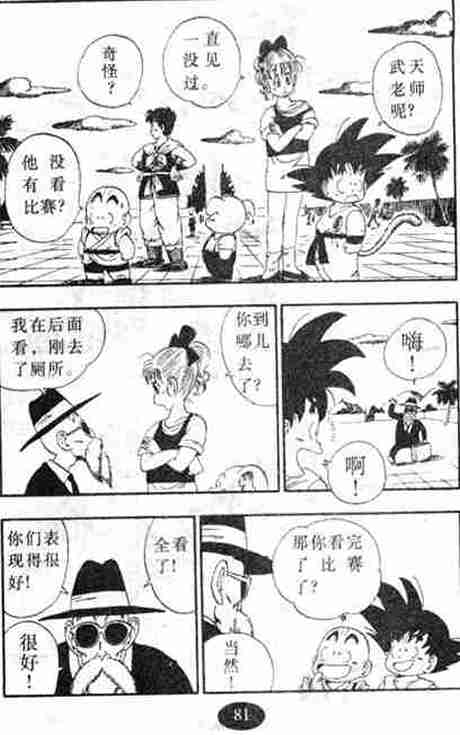 武天
老师
呢？
一直
没见
过。
奇
怪？
他没
有看
比赛？
嗨！
啊！
你到
哪儿
去
了？
我在后面
看，刚去
了厕所。
那你看完
了比赛
了？
当然！
全看
了！
你们表
现得很
好！
很好！
81